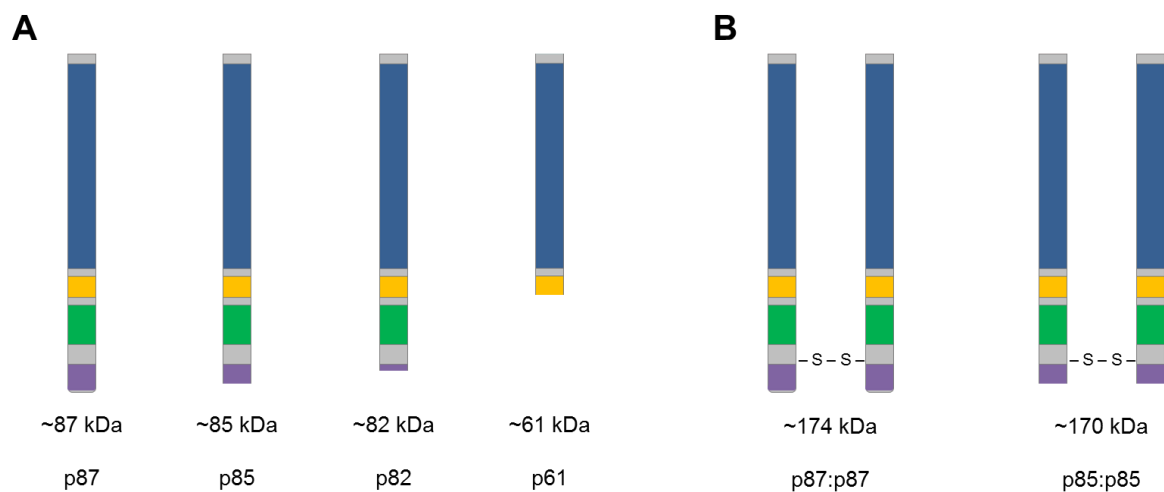 A
B
– S – S –
– S – S –
~87 kDa
~85 kDa
~82 kDa
~61 kDa
~174 kDa
~170 kDa
p87
p85
p82
p61
p87:p87
p85:p85